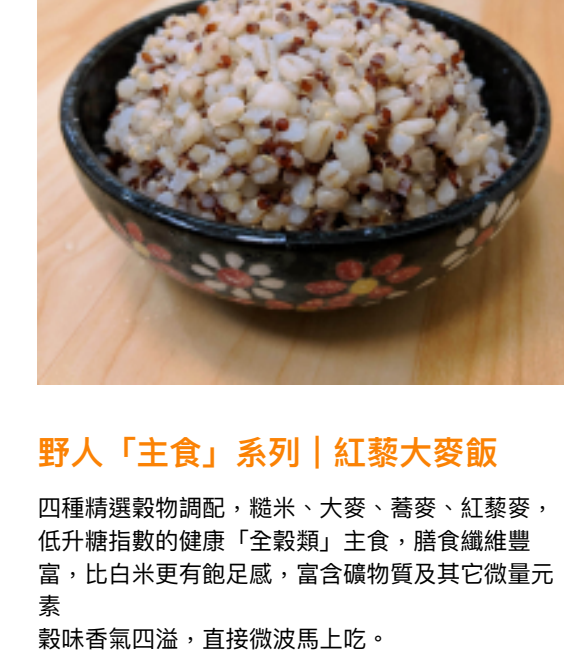 野人「主食」系列｜紅藜大麥飯
四種精選穀物調配，糙米、大麥、蕎麥、紅藜麥，
低升糖指數的健康「全穀類」主食，膳食纖維豐
富，比白米更有飽足感，富含礦物質及其它微量元
素
穀味香氣四溢，直接微波馬上吃。